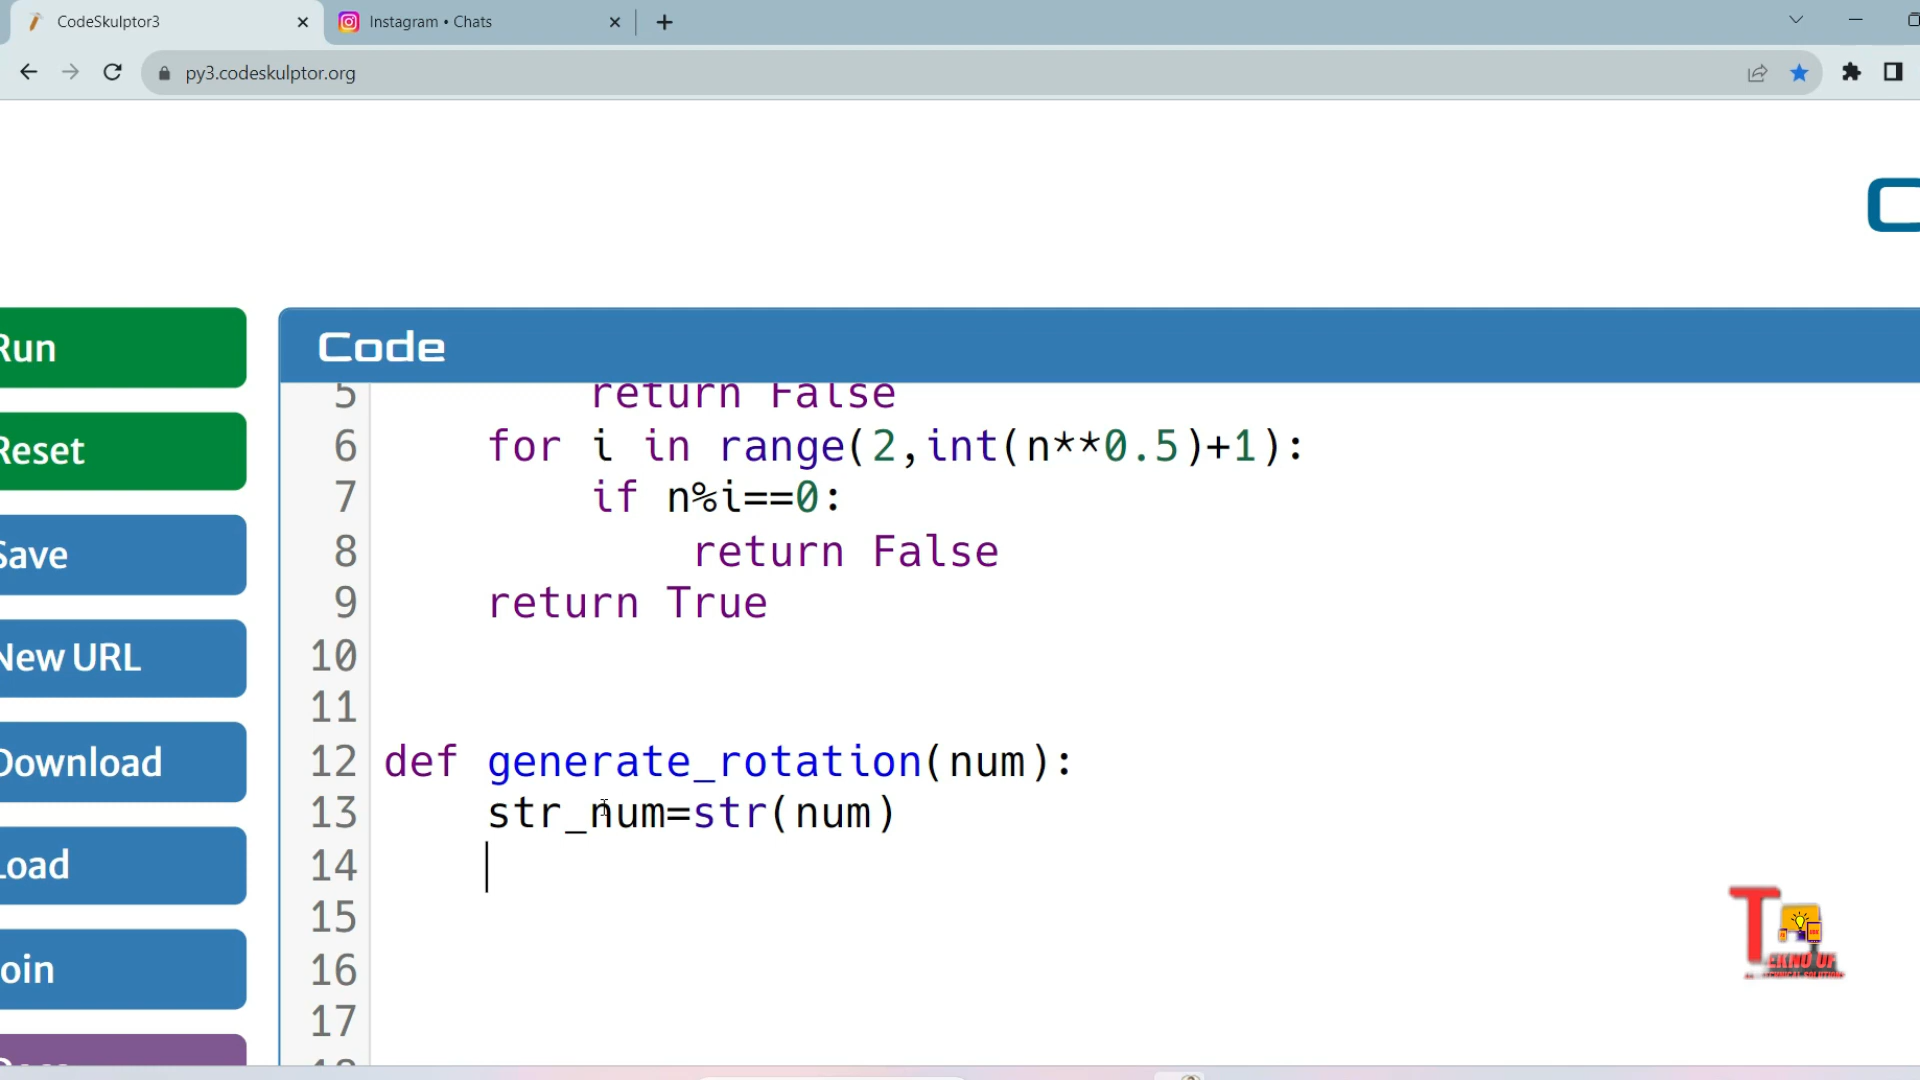 CodeSkulptor3
Instagram • Chats
py3.codeskulptor.org
Run
Reset
Save
New URL
Download
Load
Join
Code
5 return False
6 for i in range(2,int(n**0.5)+1):
7 if n%i==0:
8 return False
9 return True
10
11
12 def generate_rotation(num):
13 str_num=str(num)
14
15
16
17